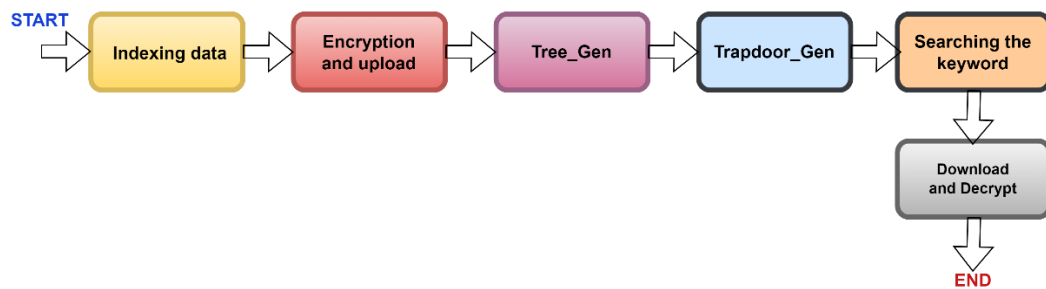 START
Indexing data
Encryption
and upload
Tree_Gen
Trapdoor_Gen
Searching the
keyword
Download
and Decrypt
END